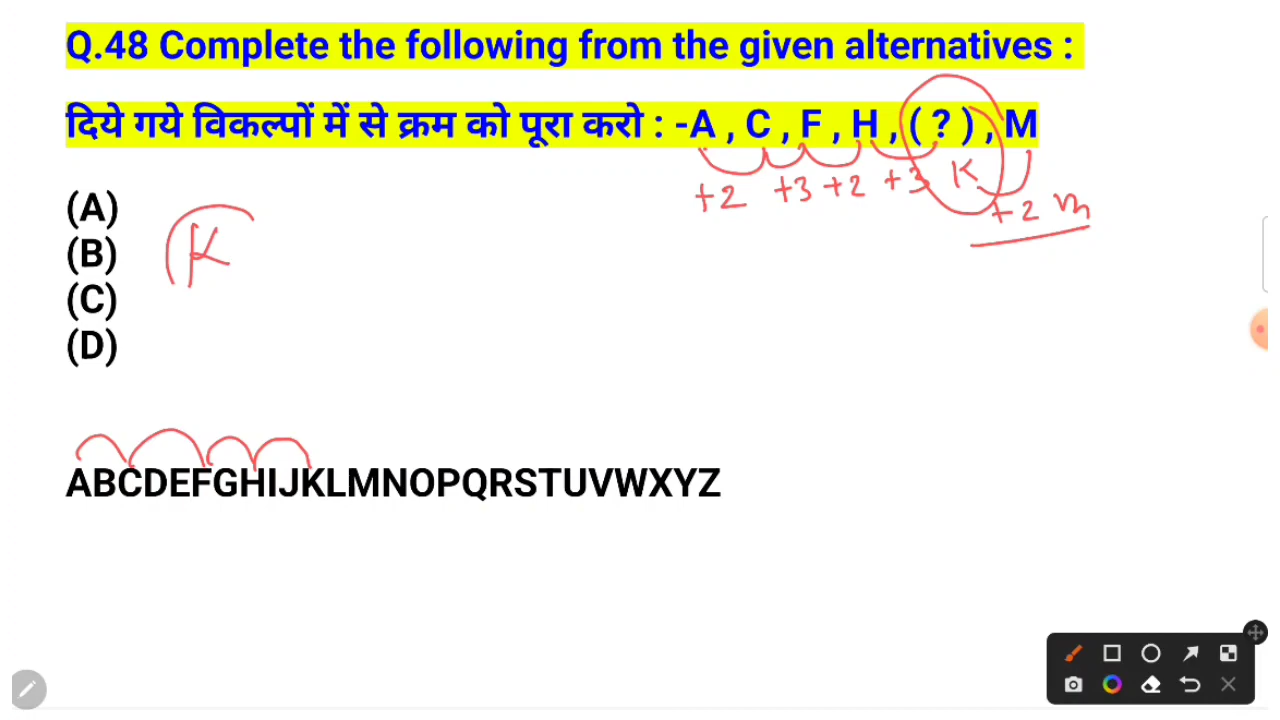 Q.48 Complete the following from the given alternatives :
दिये गये विकल्पों में से क्रम को पूरा करो : -A , C , F , H , ( ? ) , M
+2 +3 +2 +3 K +2 m
(A)
(B) K
(C)
(D)
ABCDEFGHIJKLMNOPQRSTUVWXYZ